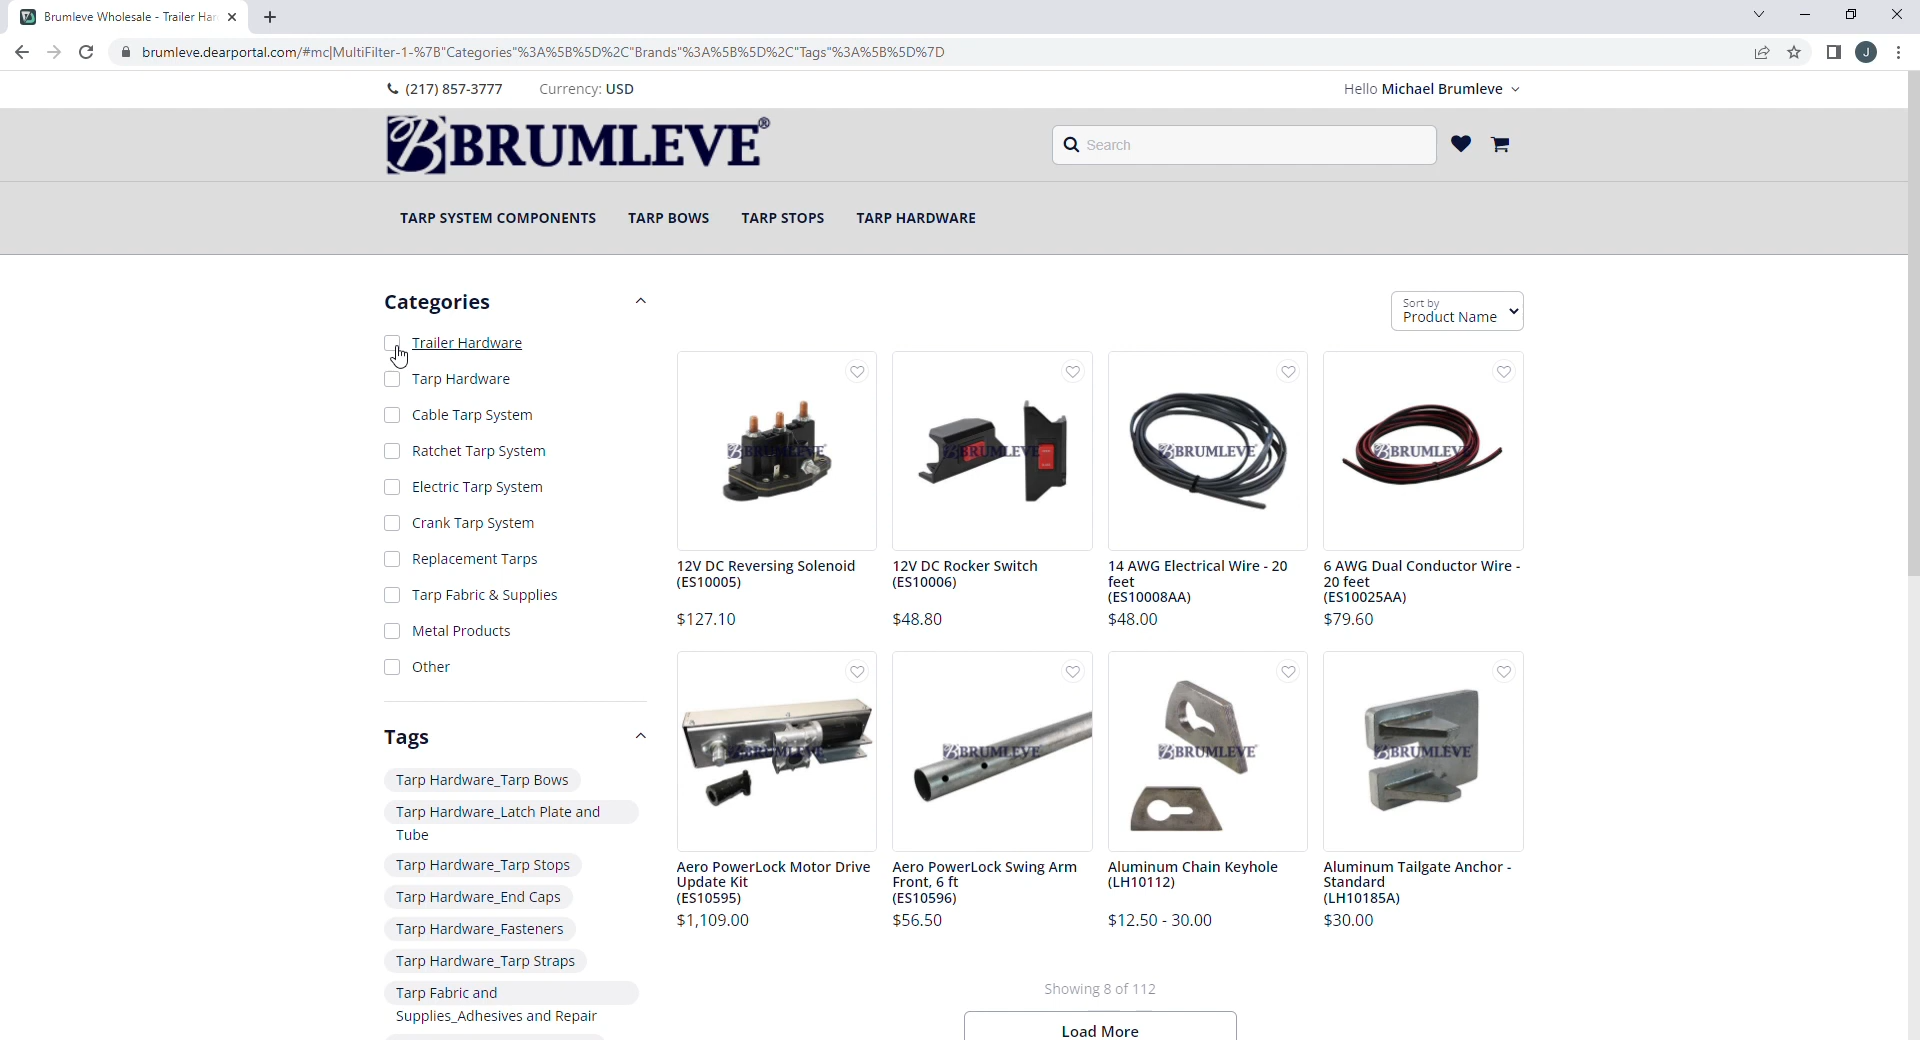 Brumleve Wholesale - Trailer Har
brumleve.dearportal.com/#mc|MultiFilter-1-%7B"Categories"%3A%5B%5D%2C"Brands"%3A%5B%5D%2C"Tags"%3A%5B%5D%7D
J
(217) 857-3777 Currency: USD Hello Michael Brumleve
BRUMLEVE®
Search
TARP SYSTEM COMPONENTS TARP BOWS TARP STOPS TARP HARDWARE
Categories
Trailer Hardware
Tarp Hardware
Cable Tarp System
Ratchet Tarp System
Electric Tarp System
Crank Tarp System
Replacement Tarps
Tarp Fabric & Supplies
Metal Products
Other
Tags
Tarp Hardware_Tarp Bows
Tarp Hardware_Latch Plate and
Tube
Tarp Hardware_Tarp Stops
Tarp Hardware_End Caps
Tarp Hardware_Fasteners
Tarp Hardware_Tarp Straps
Tarp Fabric and
Supplies_Adhesives and Repair
Sort by
Product Name
BRUMLEVE
12V DC Reversing Solenoid
(ES10005)
$127.10
BRUMLEVE
12V DC Rocker Switch
(ES10006)
$48.80
BRUMLEVE
14 AWG Electrical Wire - 20
feet
(ES10008AA)
$48.00
BRUMLEVE
6 AWG Dual Conductor Wire -
20 feet
(ES10025AA)
$79.60
BRUMLEVE
Aero PowerLock Motor Drive
Update Kit
(ES10595)
$1,109.00
BRUMLEVE
Aero PowerLock Swing Arm
Front, 6 ft
(ES10596)
$56.50
BRUMLEVE
Aluminum Chain Keyhole
(LH10112)
$12.50 - 30.00
BRUMLEVE
Aluminum Tailgate Anchor -
Standard
(LH10185A)
$30.00
Showing 8 of 112
Load More